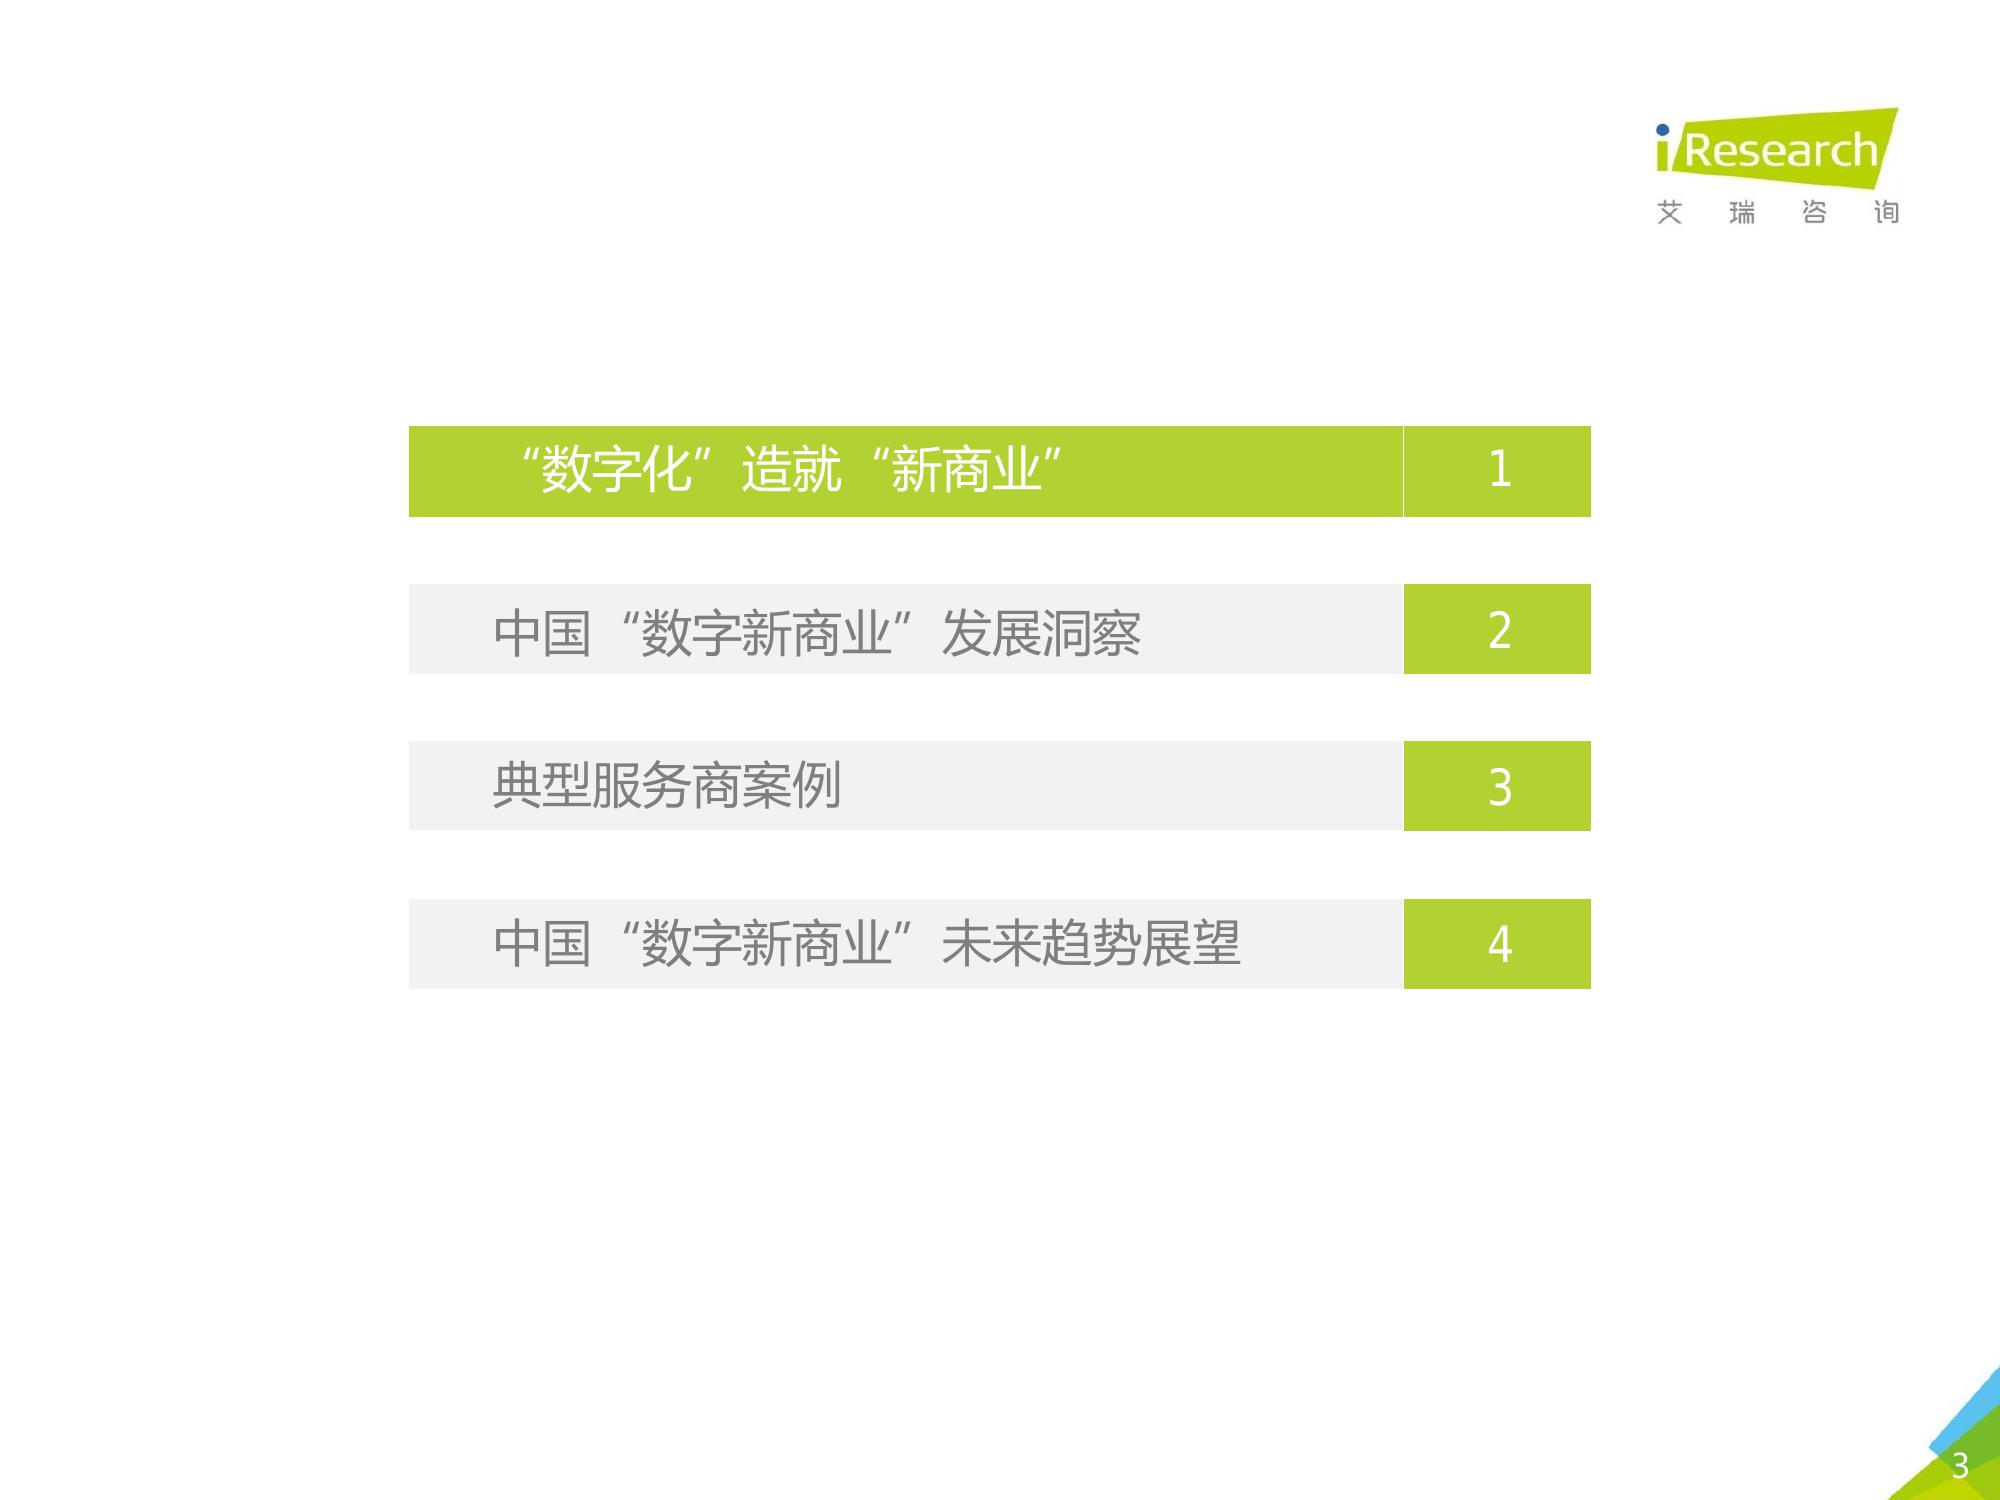 iResearch
艾瑞咨询
“数字化”造就“新商业” 1
中国“数字新商业”发展洞察 2
典型服务商案例 3
中国“数字新商业”未来趋势展望 4
3